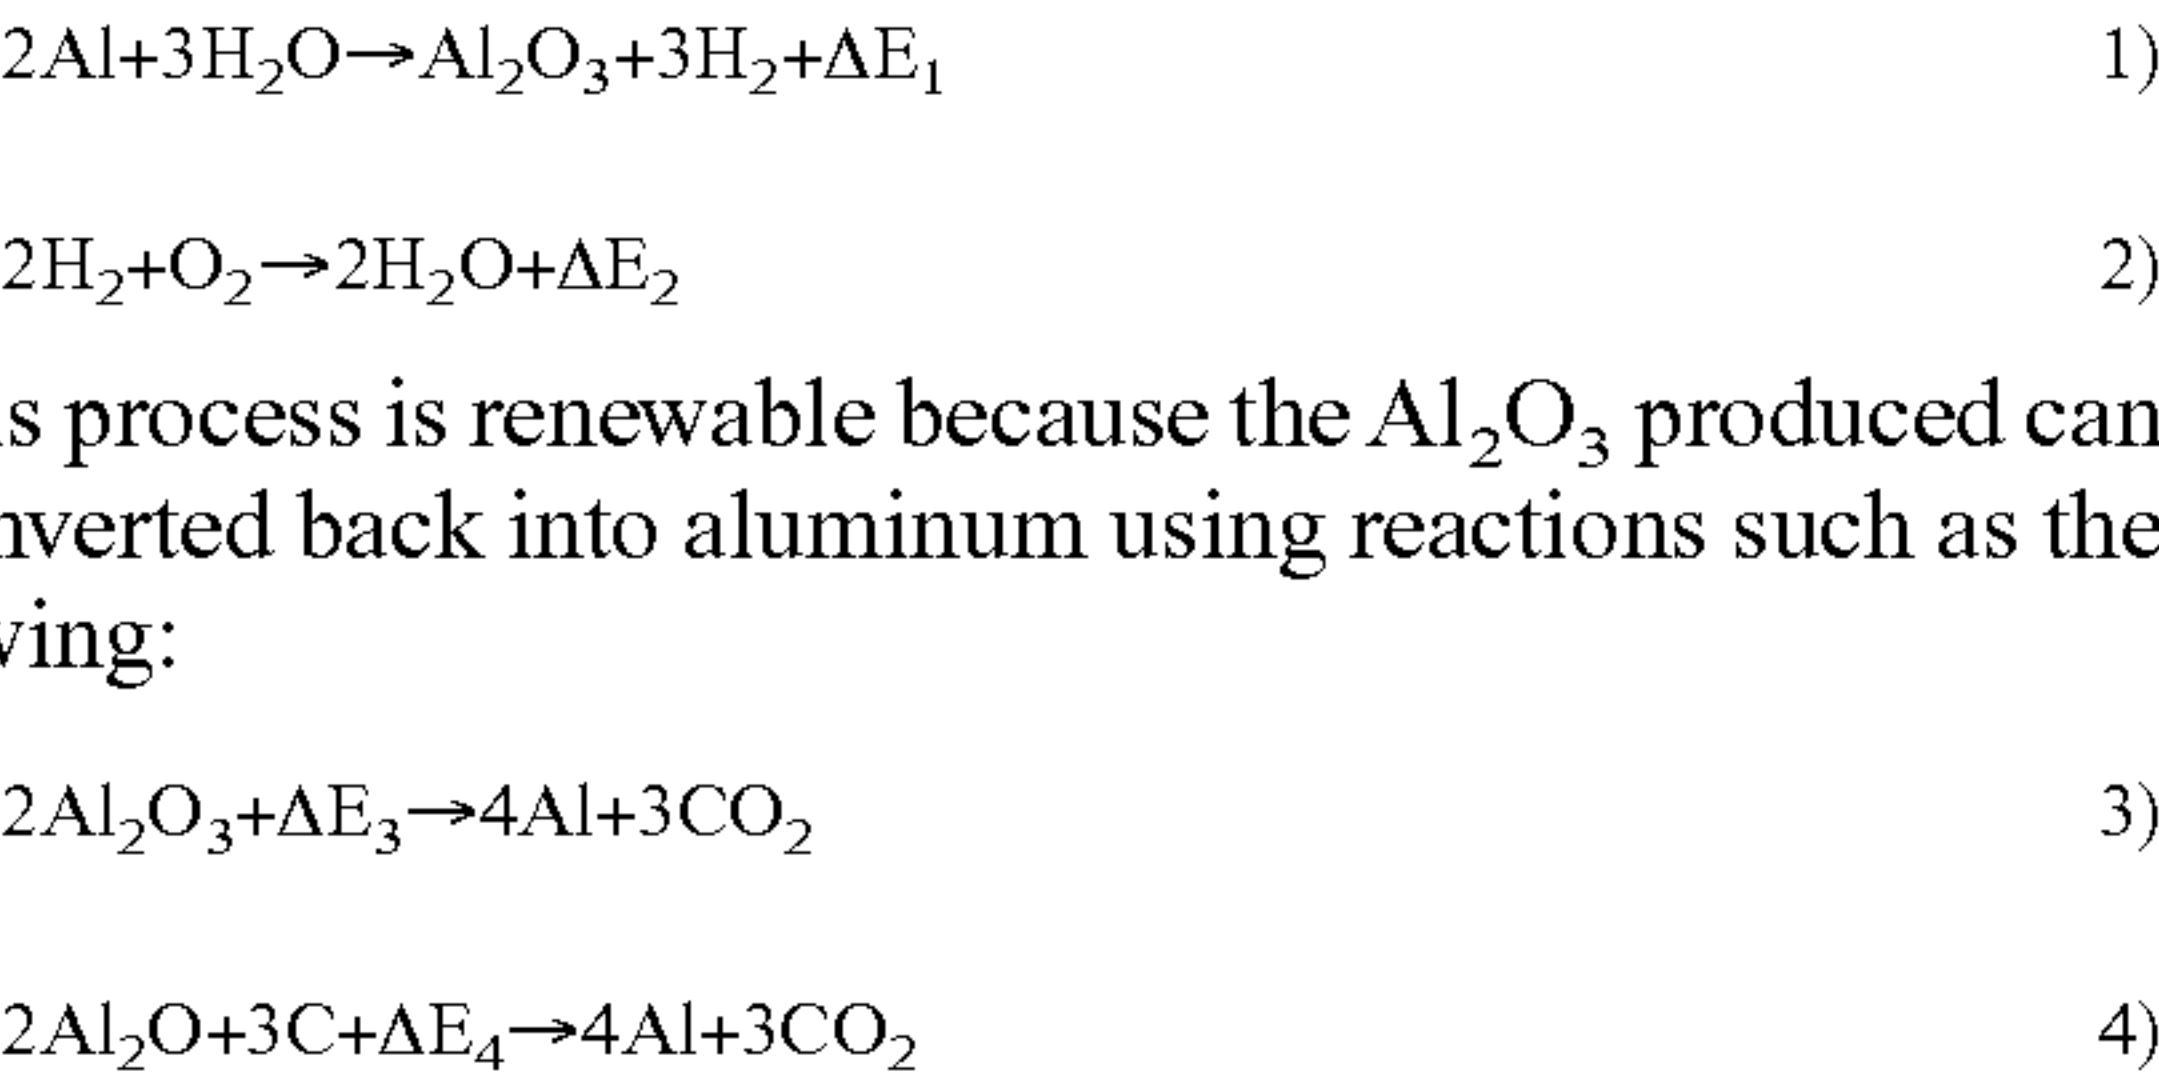 2Al+3H₂O→Al₂O₃+3H₂+ΔE₁ 1)
2H₂+O₂→2H₂O+ΔE₂ 2)
is process is renewable because the Al₂O₃ produced can
nverted back into aluminum using reactions such as the
wing:
2Al₂O₃+ΔE₃→4Al+3CO₂ 3)
2Al₂O+3C+ΔE₄→4Al+3CO₂ 4)